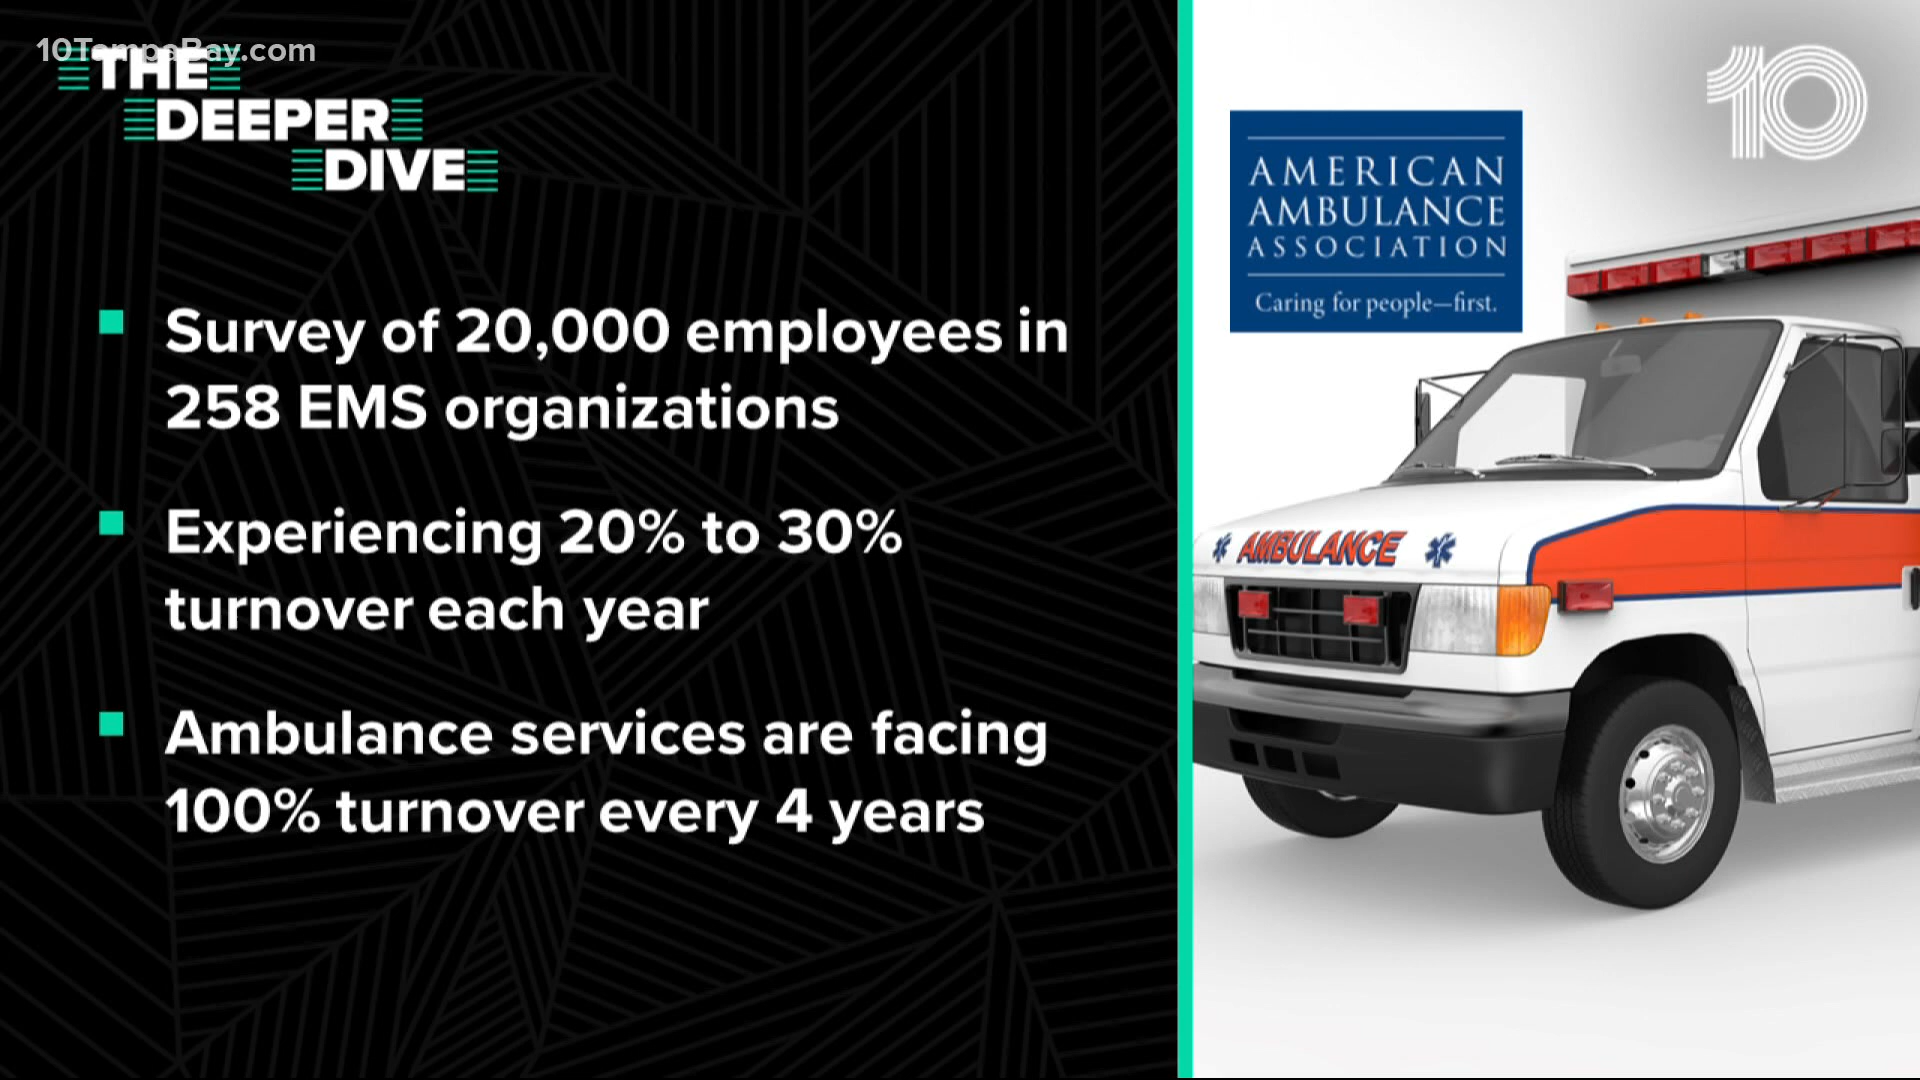 10TampaBay.com
THE
DEEPER
DIVE
Survey of 20,000 employees in
258 EMS organizations
Experiencing 20% to 30%
turnover each year
Ambulance services are facing
100% turnover every 4 years
AMERICAN
AMBULANCE
ASSOCIATION
Caring for people—first.
10
AMBULANCE